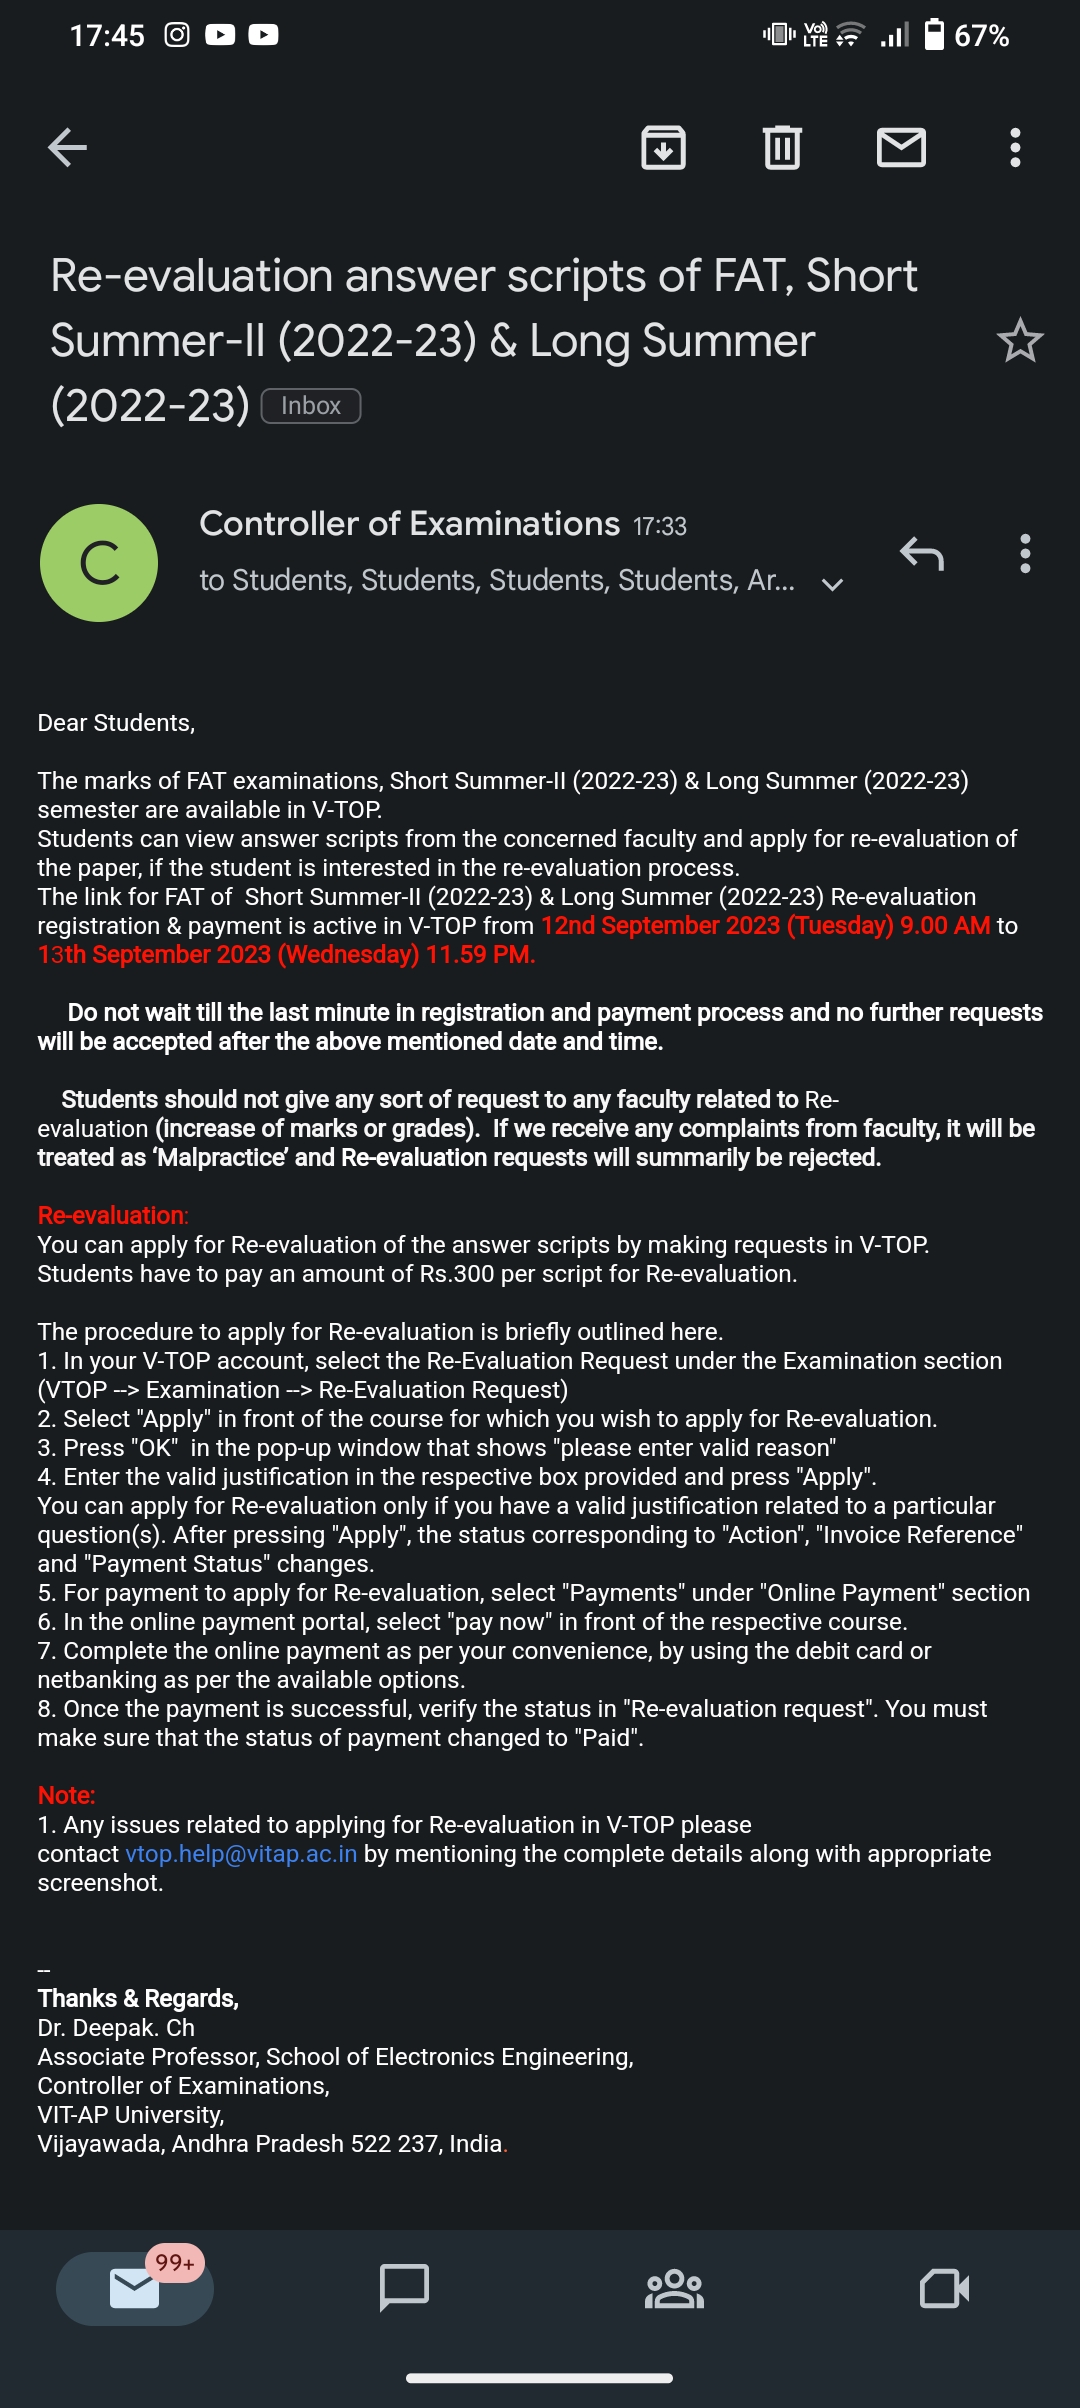 17:45
Vo))
LTE
67%
Re-evaluation answer scripts of FAT, Short
Summer-II (2022-23) & Long Summer
(2022-23) Inbox
C
Controller of Examinations 17:33
to Students, Students, Students, Students, Ar...
Dear Students,
The marks of FAT examinations, Short Summer-II (2022-23) & Long Summer (2022-23)
semester are available in V-TOP.
Students can view answer scripts from the concerned faculty and apply for re-evaluation of
the paper, if the student is interested in the re-evaluation process.
The link for FAT of  Short Summer-II (2022-23) & Long Summer (2022-23) Re-evaluation
registration & payment is active in V-TOP from 12nd September 2023 (Tuesday) 9.00 AM to
13th September 2023 (Wednesday) 11.59 PM.
Do not wait till the last minute in registration and payment process and no further requests
will be accepted after the above mentioned date and time.
Students should not give any sort of request to any faculty related to Re-
evaluation (increase of marks or grades).  If we receive any complaints from faculty, it will be
treated as ‘Malpractice’ and Re-evaluation requests will summarily be rejected.
Re-evaluation:
You can apply for Re-evaluation of the answer scripts by making requests in V-TOP.
Students have to pay an amount of Rs.300 per script for Re-evaluation.
The procedure to apply for Re-evaluation is briefly outlined here.
1. In your V-TOP account, select the Re-Evaluation Request under the Examination section
(VTOP --> Examination --> Re-Evaluation Request)
2. Select "Apply" in front of the course for which you wish to apply for Re-evaluation.
3. Press "OK"  in the pop-up window that shows "please enter valid reason"
4. Enter the valid justification in the respective box provided and press "Apply".
You can apply for Re-evaluation only if you have a valid justification related to a particular
question(s). After pressing "Apply", the status corresponding to "Action", "Invoice Reference"
and "Payment Status" changes.
5. For payment to apply for Re-evaluation, select "Payments" under "Online Payment" section
6. In the online payment portal, select "pay now" in front of the respective course.
7. Complete the online payment as per your convenience, by using the debit card or
netbanking as per the available options.
8. Once the payment is successful, verify the status in "Re-evaluation request". You must
make sure that the status of payment changed to "Paid".
Note:
1. Any issues related to applying for Re-evaluation in V-TOP please
contact vtop.help@vitap.ac.in by mentioning the complete details along with appropriate
screenshot.
--
Thanks & Regards,
Dr. Deepak. Ch
Associate Professor, School of Electronics Engineering,
Controller of Examinations,
VIT-AP University,
Vijayawada, Andhra Pradesh 522 237, India.
99+